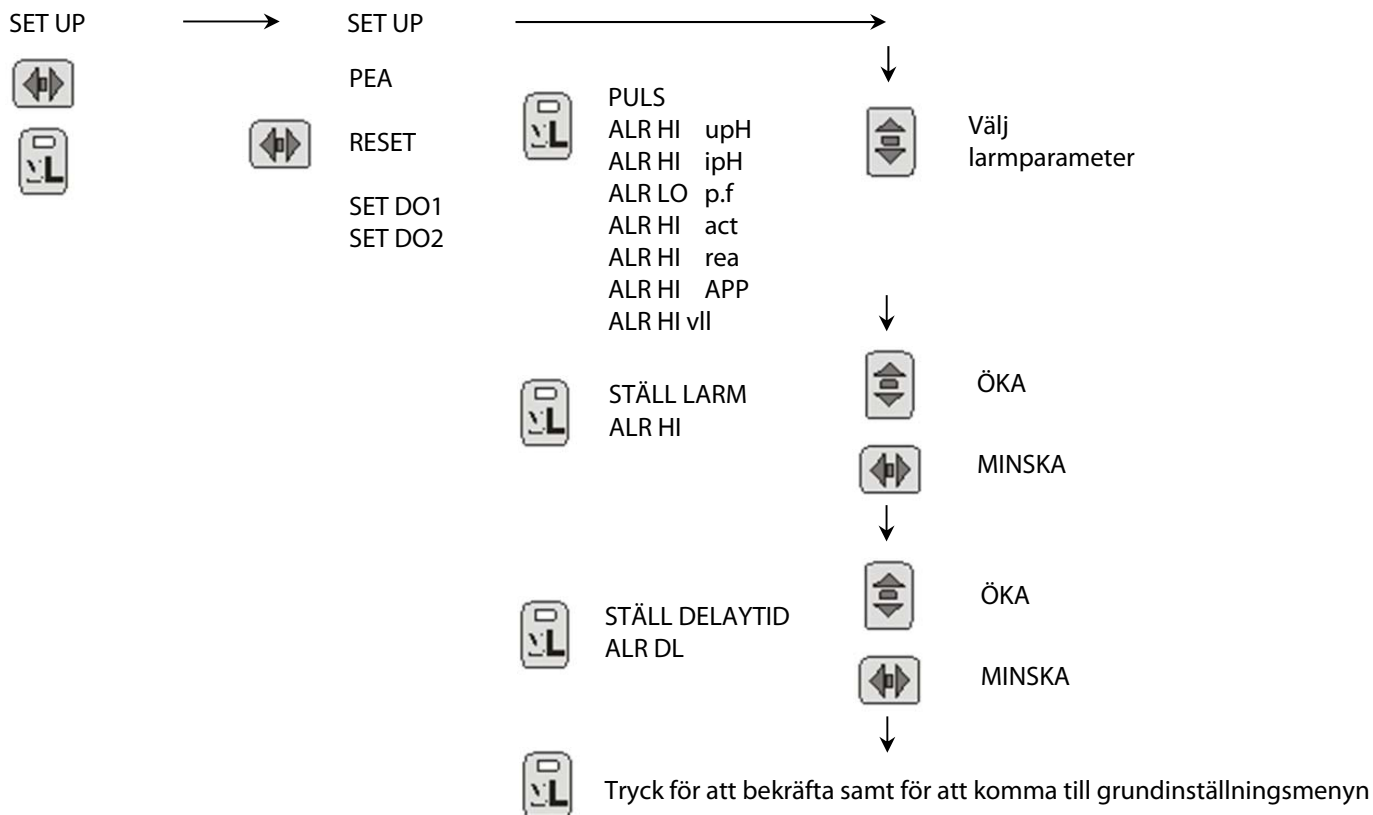 SET UP
SET UP
PEA
RESET
SET DO1
SET DO2
PULS
ALR HI upH
ALR HI ipH
ALR LO p.f
ALR HI act
ALR HI rea
ALR HI APP
ALR HI vll
Välj
larmparameter
STÄLL LARM
ALR HI
ÖKA
MINSKA
STÄLL DELAYTID
ALR DL
ÖKA
MINSKA
Tryck för att bekräfta samt för att komma till grundinställningsmenyn